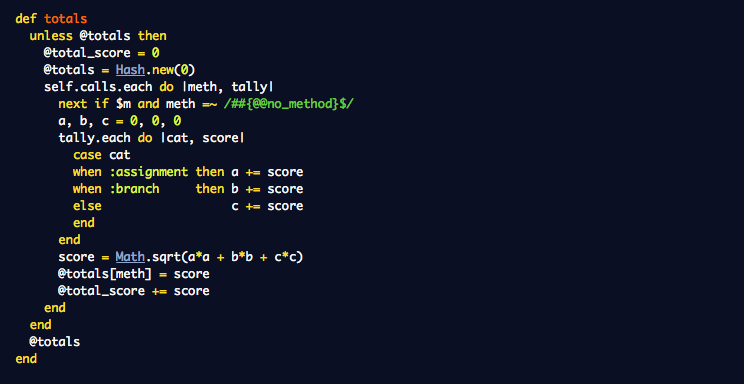 def totals
  unless @totals then
    @total_score = 0
    @totals = Hash.new(0)
    self.calls.each do |meth, tally|
      next if $m and meth =~ /##{@@no_method}$/
      a, b, c = 0, 0, 0
      tally.each do |cat, score|
        case cat
        when :assignment then a += score
        when :branch     then b += score
        else                  c += score
        end
      end
      score = Math.sqrt(a*a + b*b + c*c)
      @totals[meth] = score
      @total_score += score
    end
  end
  @totals
end